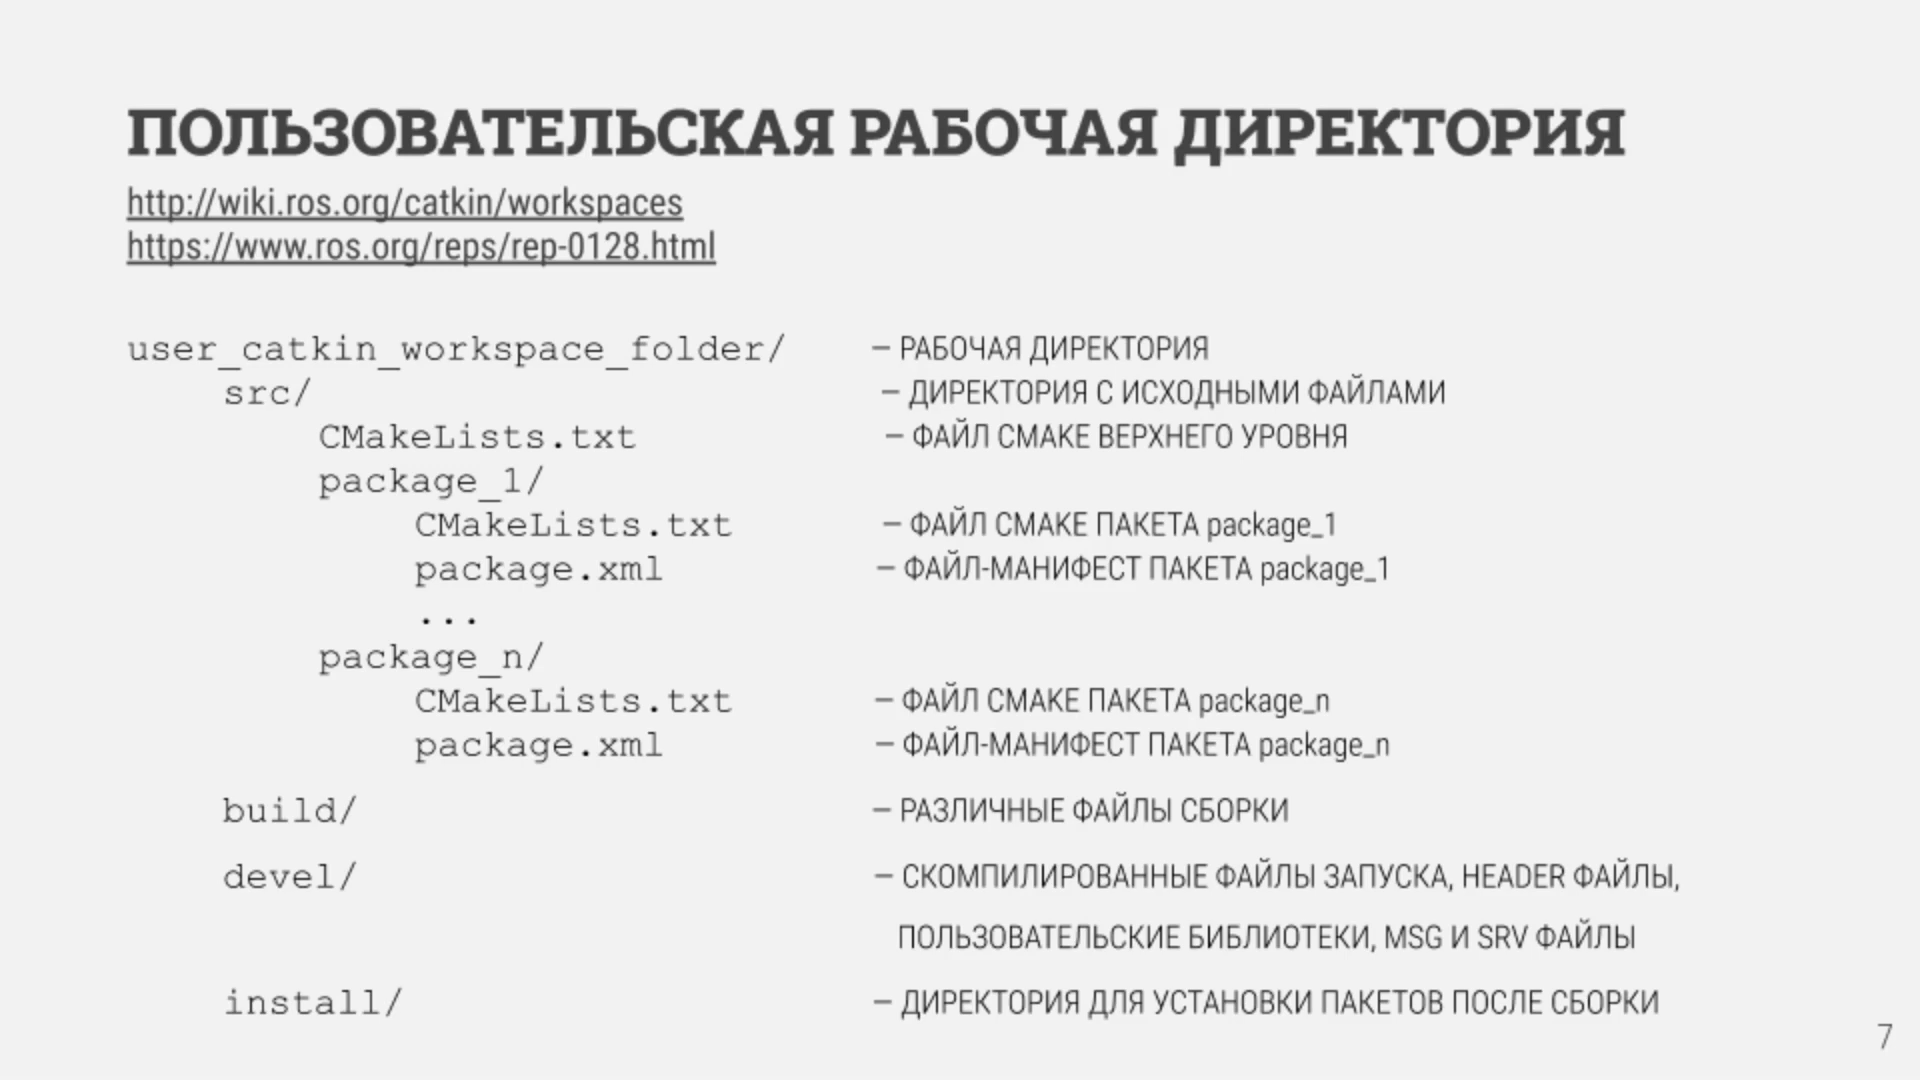 ПОЛЬЗОВАТЕЛЬСКАЯ РАБОЧАЯ ДИРЕКТОРИЯ
http://wiki.ros.org/catkin/workspaces
https://www.ros.org/reps/rep-0128.html
user_catkin_workspace_folder/ – РАБОЧАЯ ДИРЕКТОРИЯ
src/ – ДИРЕКТОРИЯ С ИСХОДНЫМИ ФАЙЛАМИ
CMakeLists.txt – ФАЙЛ CMAKE ВЕРХНЕГО УРОВНЯ
package_1/
CMakeLists.txt – ФАЙЛ CMAKE ПАКЕТА package_1
package.xml – ФАЙЛ-МАНИФЕСТ ПАКЕТА package_1
...
package_n/
CMakeLists.txt – ФАЙЛ CMAKE ПАКЕТА package_n
package.xml – ФАЙЛ-МАНИФЕСТ ПАКЕТА package_n
build/ – РАЗЛИЧНЫЕ ФАЙЛЫ СБОРКИ
devel/ – СКОМПИЛИРОВАННЫЕ ФАЙЛЫ ЗАПУСКА, HEADER ФАЙЛЫ,
ПОЛЬЗОВАТЕЛЬСКИЕ БИБЛИОТЕКИ, MSG И SRV ФАЙЛЫ
install/ – ДИРЕКТОРИЯ ДЛЯ УСТАНОВКИ ПАКЕТОВ ПОСЛЕ СБОРКИ
7